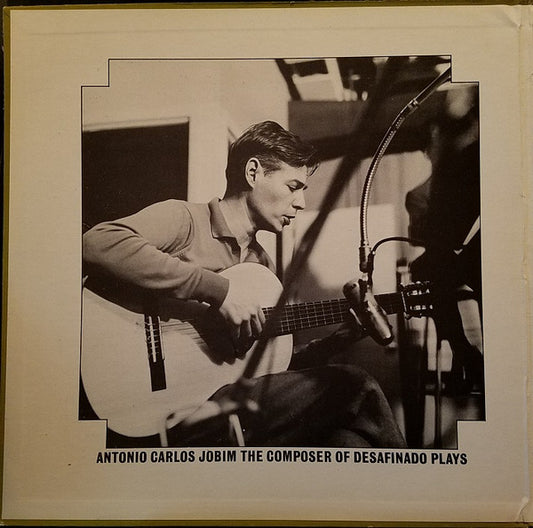 ANTONIO CARLOS JOBIM THE COMPOSER OF DESAFINADO PLAYS